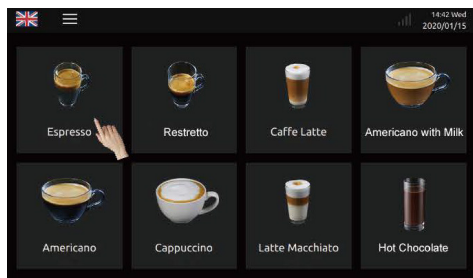 14:42 Wed
2020/01/15
Espresso
Restretto
Caffe Latte
Americano with Milk
Americano
Cappuccino
Latte Macchiato
Hot Chocolate